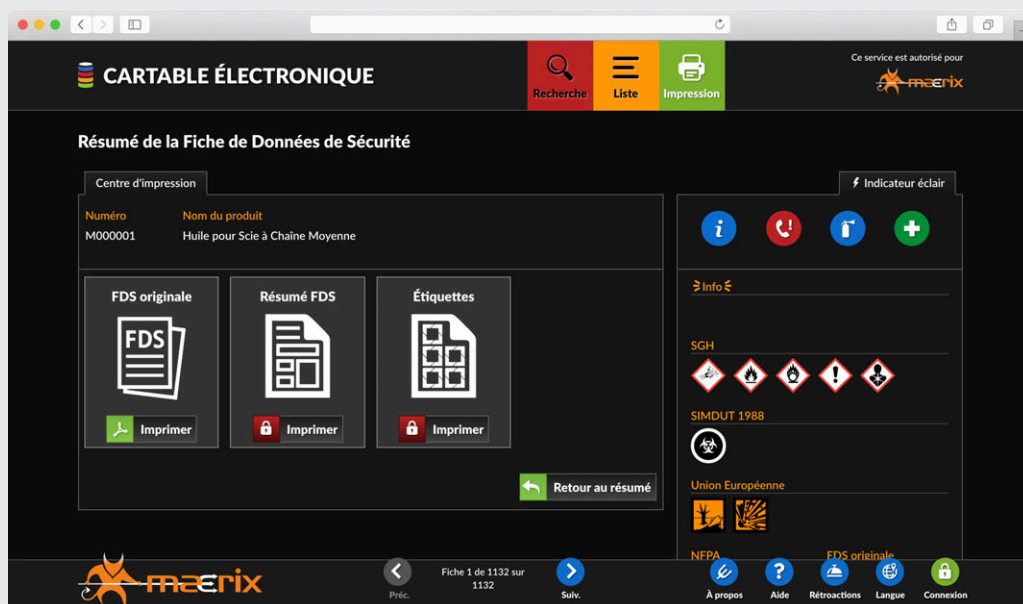 CARTABLE ÉLECTRONIQUE
Recherche
Liste
Impression
Ce service est autorisé pour
maerix
Résumé de la Fiche de Données de Sécurité
Centre d'impression
Indicateur éclair
Numéro
Nom du produit
M000001
Huile pour Scie à Chaîne Moyenne
FDS originale
Résumé FDS
Étiquettes
FDS
Imprimer
Imprimer
Imprimer
Retour au résumé
Info
SGH
SIMDUT 1988
Union Européenne
NFPA
FDS originale
maerix
Préc.
Fiche 1 de 1132 sur
1132
Suiv.
À propos
Aide
Rétroactions
Langue
Connexion